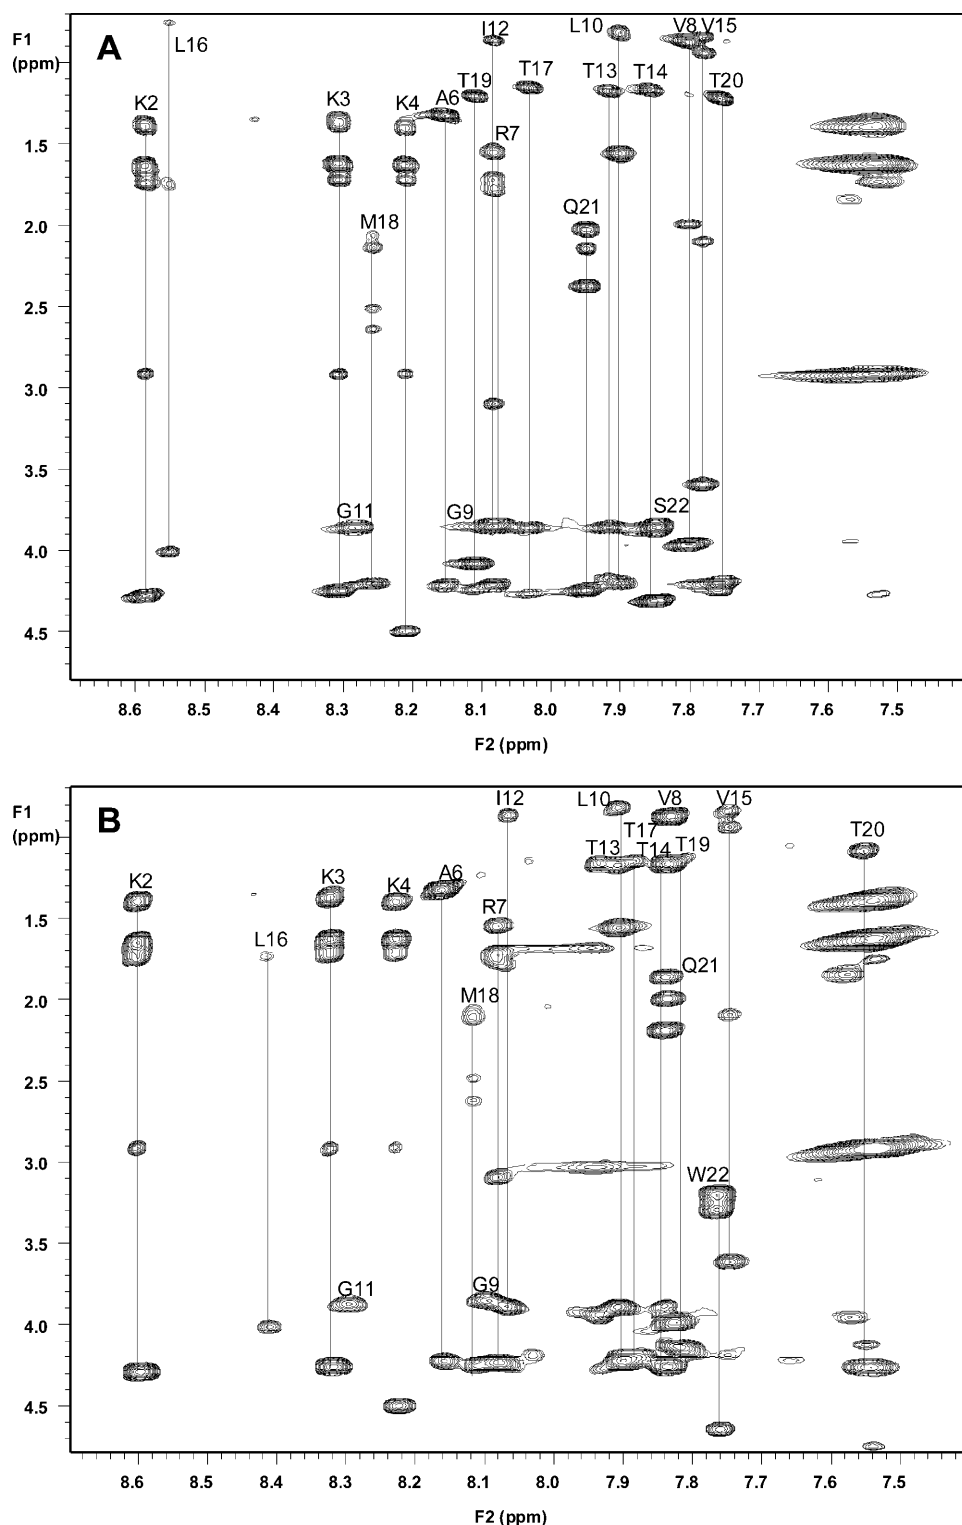 F1
(ppm)
A
L16
I12
L10
V8
V15
K2
K3
K4
A6
T19
T17
T13
T14
T20
R7
M18
Q21
G11
G9
S22
1.5
2.0
2.5
3.0
3.5
4.0
4.5
8.6 8.5 8.4 8.3 8.2 8.1 8.0 7.9 7.8 7.7 7.6 7.5
F2 (ppm)
F1
(ppm)
B
I12
L10
V8
V15
T17
T20
K2
K3
K4
A6
T13
T14
T19
R7
L16
M18
Q21
W22
G11
G9
1.5
2.0
2.5
3.0
3.5
4.0
4.5
8.6 8.5 8.4 8.3 8.2 8.1 8.0 7.9 7.8 7.7 7.6 7.5
F2 (ppm)